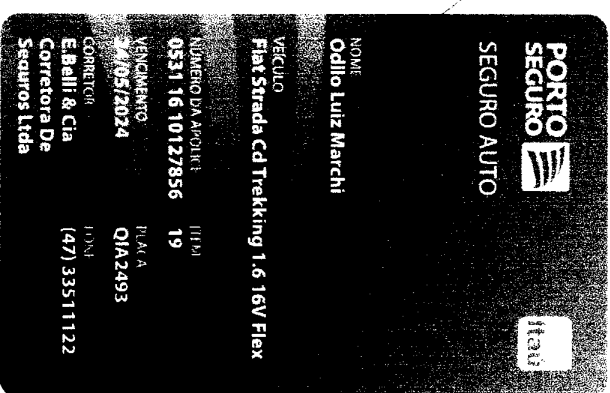 PORTO
SEGURO
Itaú
SEGURO AUTO
NOME
Odilo Luiz Marchi
VEÍCULO
Fiat Strada Cd Trekking 1.6 16V Flex
NÚMERO DA APÓLICE ITEM
0531 16 10127856 19
VENCIMENTO PLACA
24/05/2024 QIA2493
CORRETOR FONE
E.Belli & Cia (47) 33511122
Corretora De
Seguros Ltda